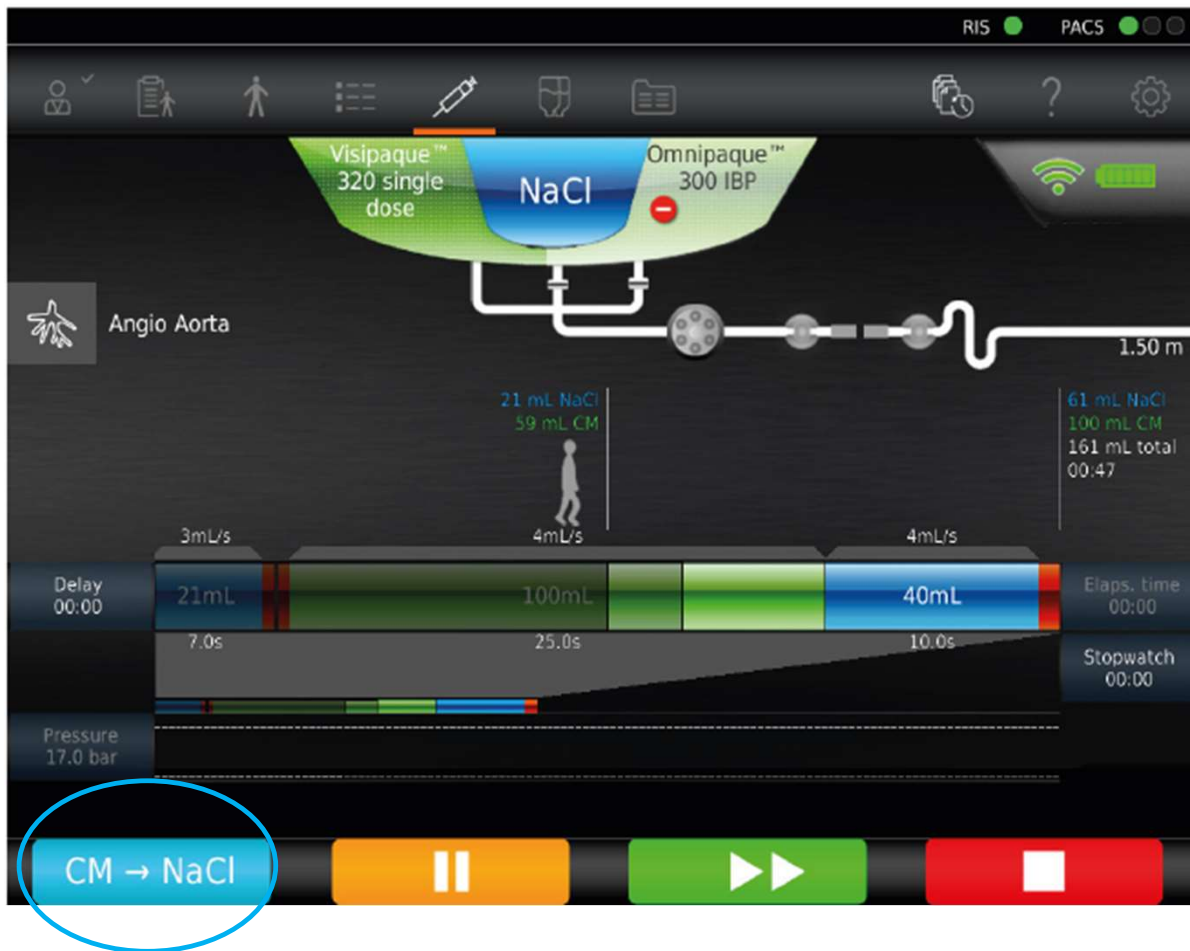 RIS PACS
Visipaque™
320 single
dose
NaCl
Omnipaque™
300 IBP
Angio Aorta
1.50 m
21 mL NaCl
59 mL CM
61 mL NaCl
100 mL CM
161 mL total
00:47
3mL/s 4mL/s 4mL/s
Delay
00:00
21mL 100mL 40mL
Elaps. time
00:00
7.0s 25.0s 10.0s
Stopwatch
00:00
Pressure
17.0 bar
CM → NaCl